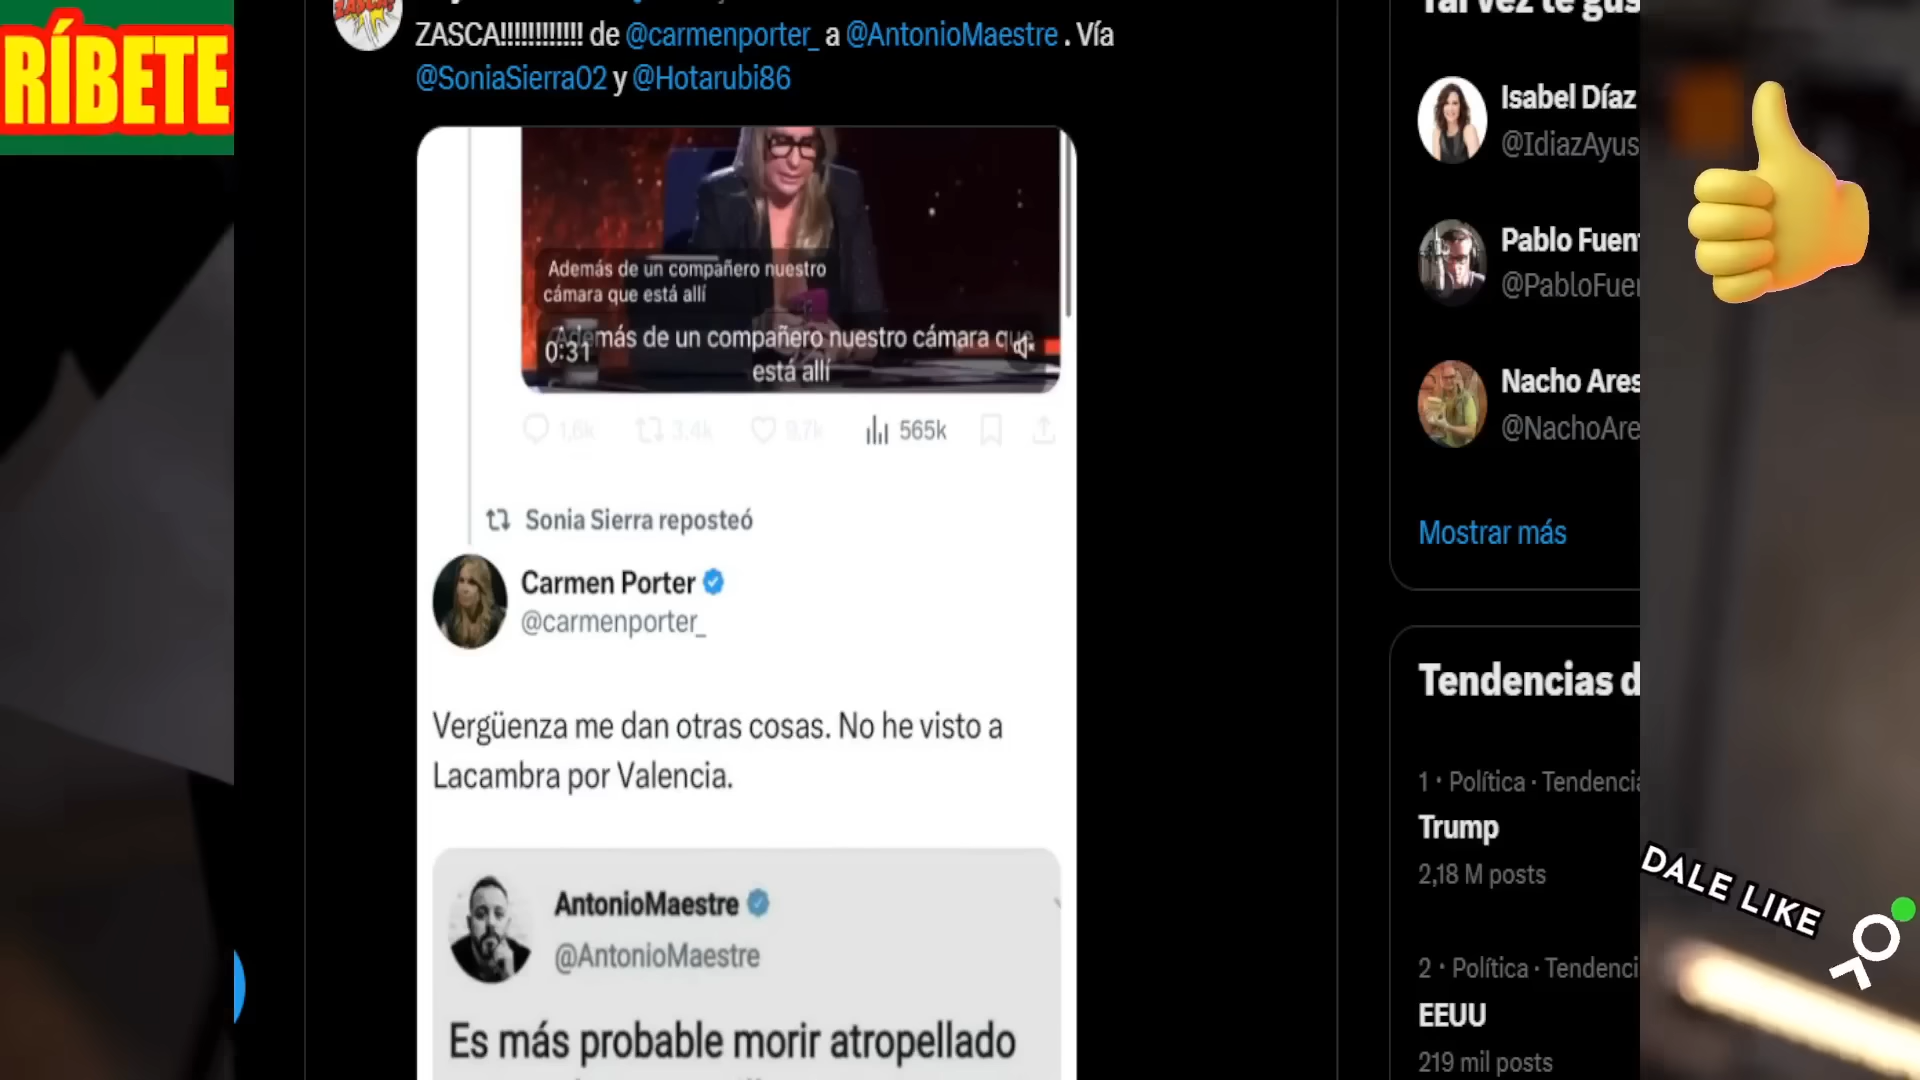 RÍBETE
ZASCA!!!!!!!!!!!! de @carmenporter_ a @AntonioMaestre . Vía
@SoniaSierra02 y @Hotarubi86
Además de un compañero nuestro
cámara que está allí
Además de un compañero nuestro cámara que
está allí
0:31
1,6k 3,4k 9,7k 565k
Sonia Sierra reposteó
Carmen Porter
@carmenporter_
Vergüenza me dan otras cosas. No he visto a
Lacambra por Valencia.
AntonioMaestre
@AntonioMaestre
Es más probable morir atropellado
Tal vez te gus
Isabel Díaz
@IdiazAyus
Pablo Fuen
@PabloFuen
Nacho Ares
@NachoAre
Mostrar más
Tendencias d
1 · Política · Tendencia
Trump
2,18 M posts
2 · Política · Tendenci
EEUU
219 mil posts
DALE LIKE